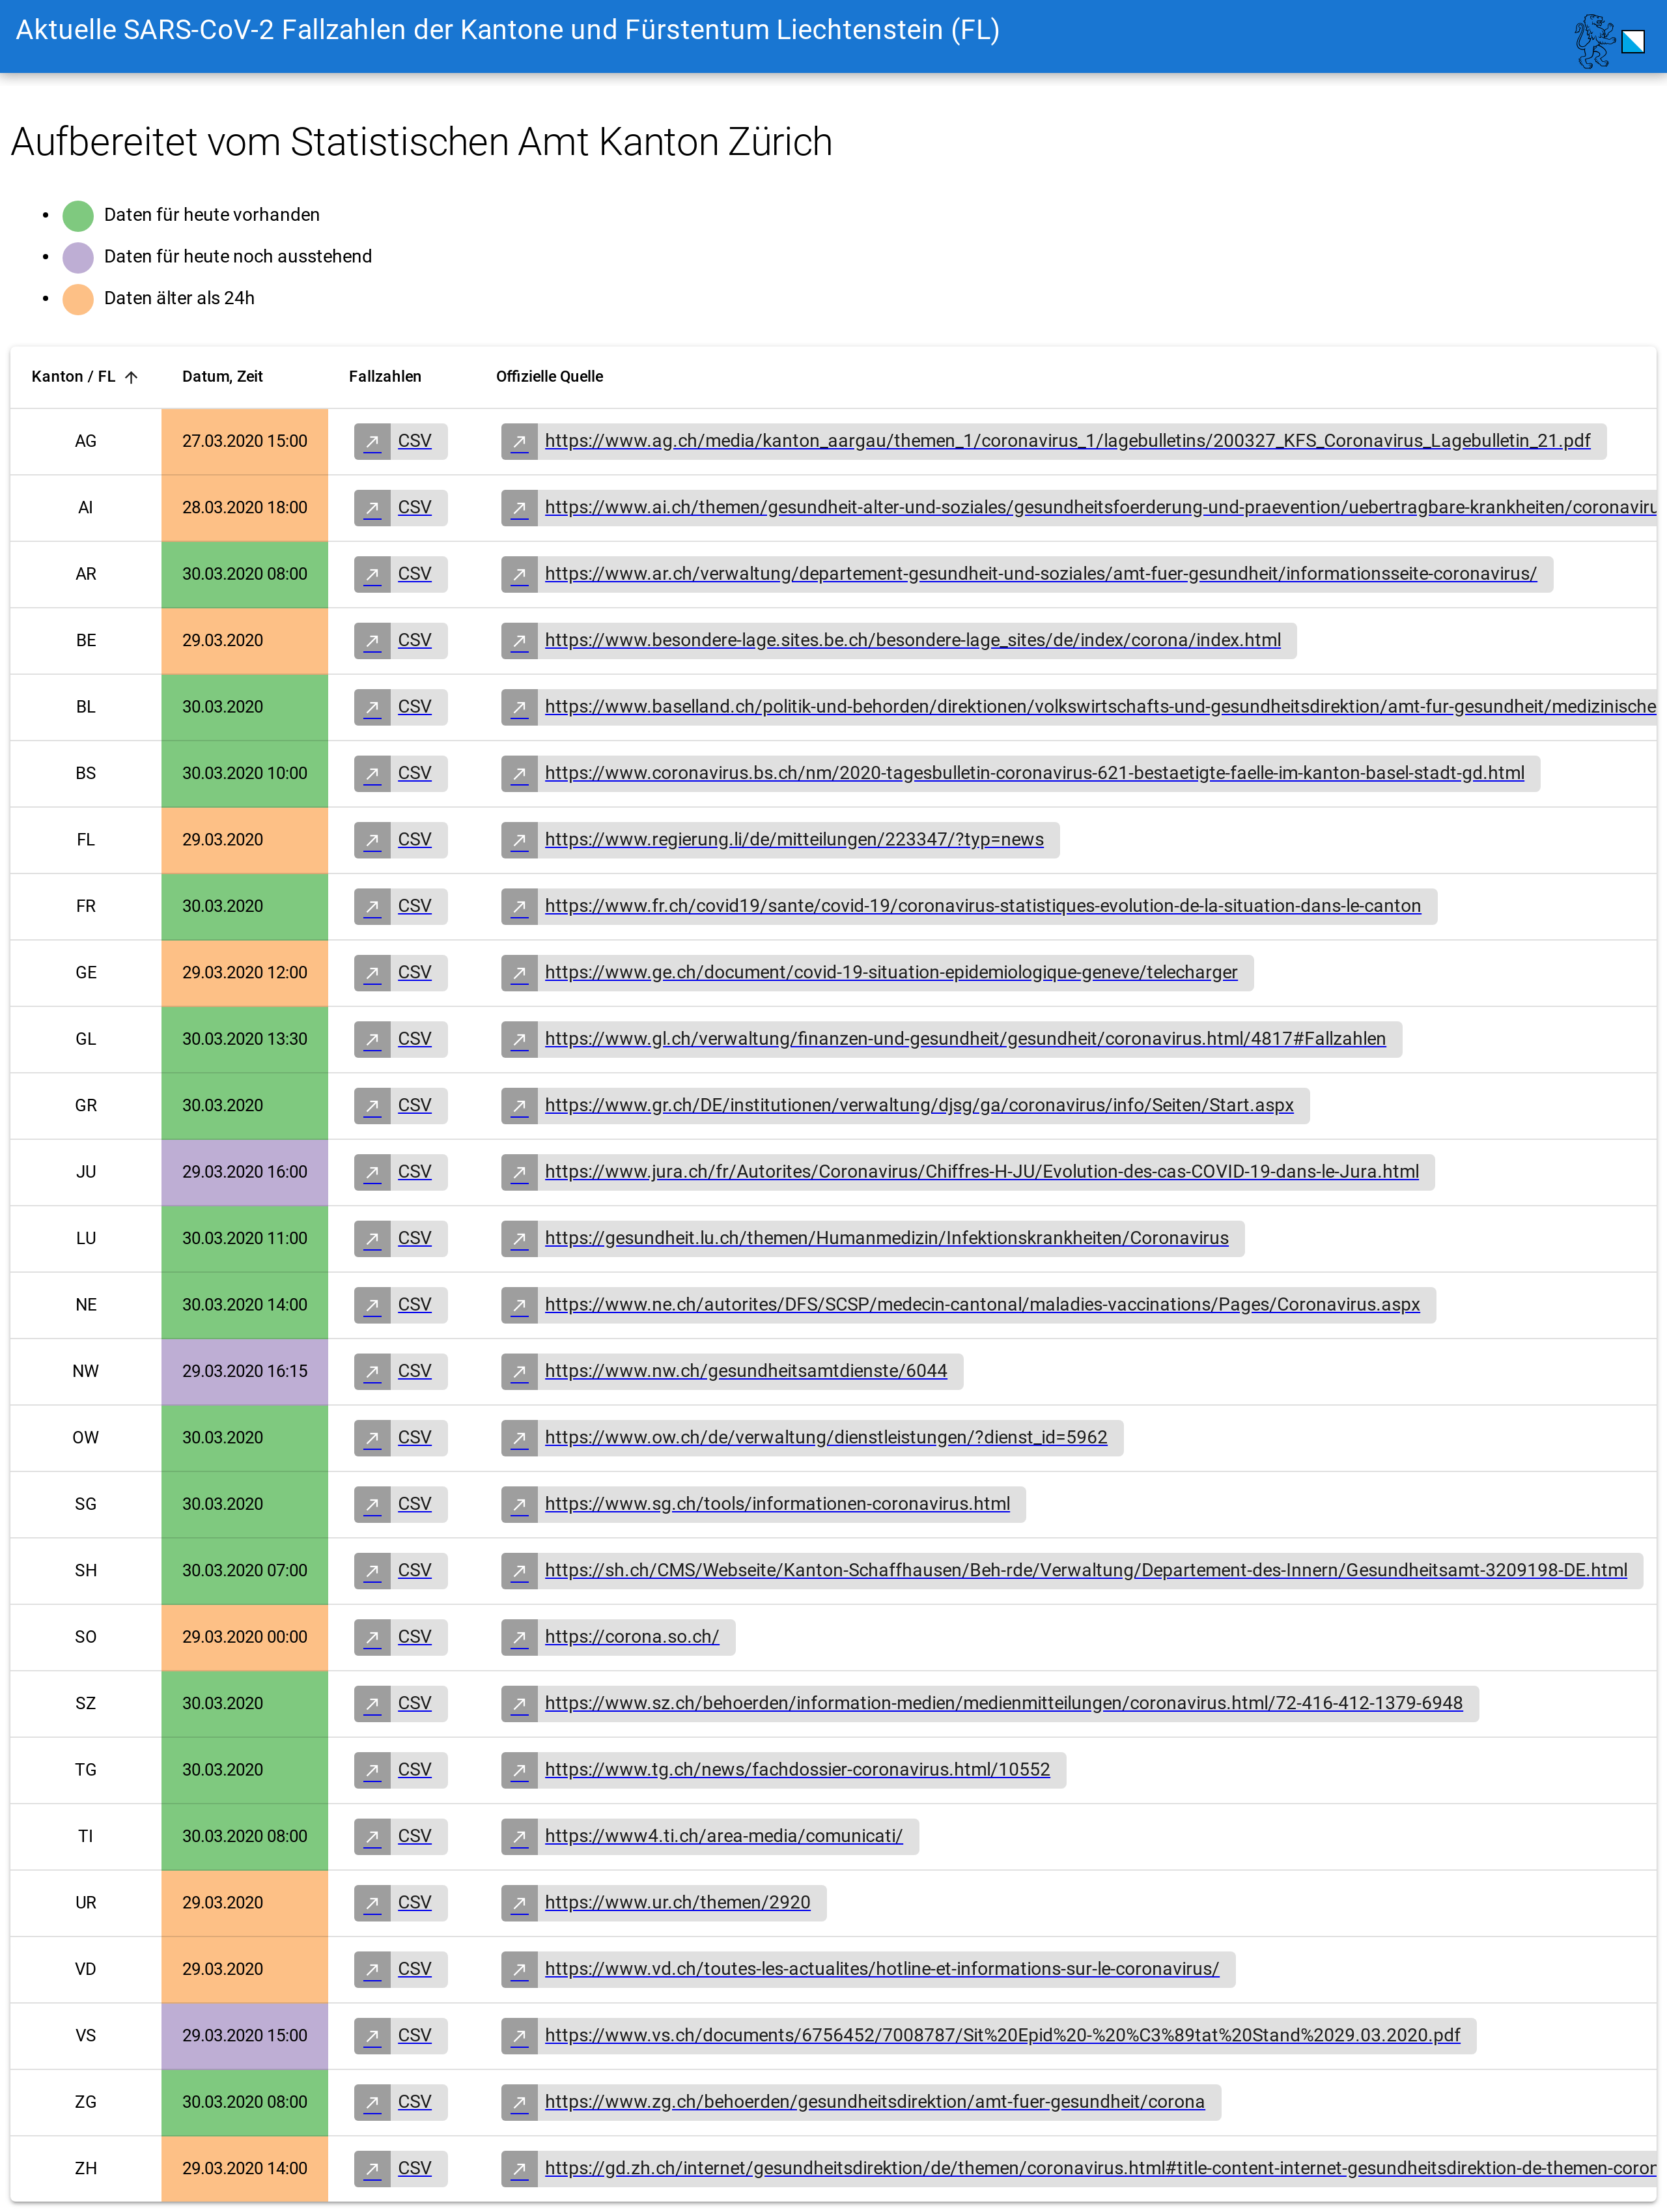 Aktuelle SARS-CoV-2 Fallzahlen der Kantone und Fürstentum Liechtenstein (FL)
Aufbereitet vom Statistischen Amt Kanton Zürich
Daten für heute vorhanden
Daten für heute noch ausstehend
Daten älter als 24h
Kanton / FL Datum, Zeit Fallzahlen Offizielle Quelle
AG 27.03.2020 15:00 CSV https://www.ag.ch/media/kanton_aargau/themen_1/coronavirus_1/lagebulletins/200327_KFS_Coronavirus_Lagebulletin_21.pdf
AI 28.03.2020 18:00 CSV https://www.ai.ch/themen/gesundheit-alter-und-soziales/gesundheitsfoerderung-und-praevention/uebertragbare-krankheiten/coronaviru
AR 30.03.2020 08:00 CSV https://www.ar.ch/verwaltung/departement-gesundheit-und-soziales/amt-fuer-gesundheit/informationsseite-coronavirus/
BE 29.03.2020 CSV https://www.besondere-lage.sites.be.ch/besondere-lage_sites/de/index/corona/index.html
BL 30.03.2020 CSV https://www.baselland.ch/politik-und-behorden/direktionen/volkswirtschafts-und-gesundheitsdirektion/amt-fur-gesundheit/medizinische
BS 30.03.2020 10:00 CSV https://www.coronavirus.bs.ch/nm/2020-tagesbulletin-coronavirus-621-bestaetigte-faelle-im-kanton-basel-stadt-gd.html
FL 29.03.2020 CSV https://www.regierung.li/de/mitteilungen/223347/?typ=news
FR 30.03.2020 CSV https://www.fr.ch/covid19/sante/covid-19/coronavirus-statistiques-evolution-de-la-situation-dans-le-canton
GE 29.03.2020 12:00 CSV https://www.ge.ch/document/covid-19-situation-epidemiologique-geneve/telecharger
GL 30.03.2020 13:30 CSV https://www.gl.ch/verwaltung/finanzen-und-gesundheit/gesundheit/coronavirus.html/4817#Fallzahlen
GR 30.03.2020 CSV https://www.gr.ch/DE/institutionen/verwaltung/djsg/ga/coronavirus/info/Seiten/Start.aspx
JU 29.03.2020 16:00 CSV https://www.jura.ch/fr/Autorites/Coronavirus/Chiffres-H-JU/Evolution-des-cas-COVID-19-dans-le-Jura.html
LU 30.03.2020 11:00 CSV https://gesundheit.lu.ch/themen/Humanmedizin/Infektionskrankheiten/Coronavirus
NE 30.03.2020 14:00 CSV https://www.ne.ch/autorites/DFS/SCSP/medecin-cantonal/maladies-vaccinations/Pages/Coronavirus.aspx
NW 29.03.2020 16:15 CSV https://www.nw.ch/gesundheitsamtdienste/6044
OW 30.03.2020 CSV https://www.ow.ch/de/verwaltung/dienstleistungen/?dienst_id=5962
SG 30.03.2020 CSV https://www.sg.ch/tools/informationen-coronavirus.html
SH 30.03.2020 07:00 CSV https://sh.ch/CMS/Webseite/Kanton-Schaffhausen/Beh-rde/Verwaltung/Departement-des-Innern/Gesundheitsamt-3209198-DE.html
SO 29.03.2020 00:00 CSV https://corona.so.ch/
SZ 30.03.2020 CSV https://www.sz.ch/behoerden/information-medien/medienmitteilungen/coronavirus.html/72-416-412-1379-6948
TG 30.03.2020 CSV https://www.tg.ch/news/fachdossier-coronavirus.html/10552
TI 30.03.2020 08:00 CSV https://www4.ti.ch/area-media/comunicati/
UR 29.03.2020 CSV https://www.ur.ch/themen/2920
VD 29.03.2020 CSV https://www.vd.ch/toutes-les-actualites/hotline-et-informations-sur-le-coronavirus/
VS 29.03.2020 15:00 CSV https://www.vs.ch/documents/6756452/7008787/Sit%20Epid%20-%20%C3%89tat%20Stand%2029.03.2020.pdf
ZG 30.03.2020 08:00 CSV https://www.zg.ch/behoerden/gesundheitsdirektion/amt-fuer-gesundheit/corona
ZH 29.03.2020 14:00 CSV https://gd.zh.ch/internet/gesundheitsdirektion/de/themen/coronavirus.html#title-content-internet-gesundheitsdirektion-de-themen-coron